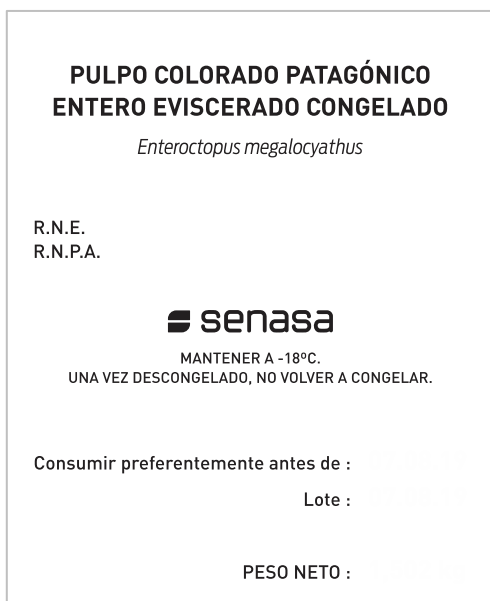 PULPO COLORADO PATAGÓNICO
ENTERO EVISCERADO CONGELADO
Enteroctopus megalocyathus
R.N.E.
R.N.P.A.
senasa
MANTENER A -18ºC.
UNA VEZ DESCONGELADO, NO VOLVER A CONGELAR.
Consumir preferentemente antes de :
Lote :
PESO NETO :